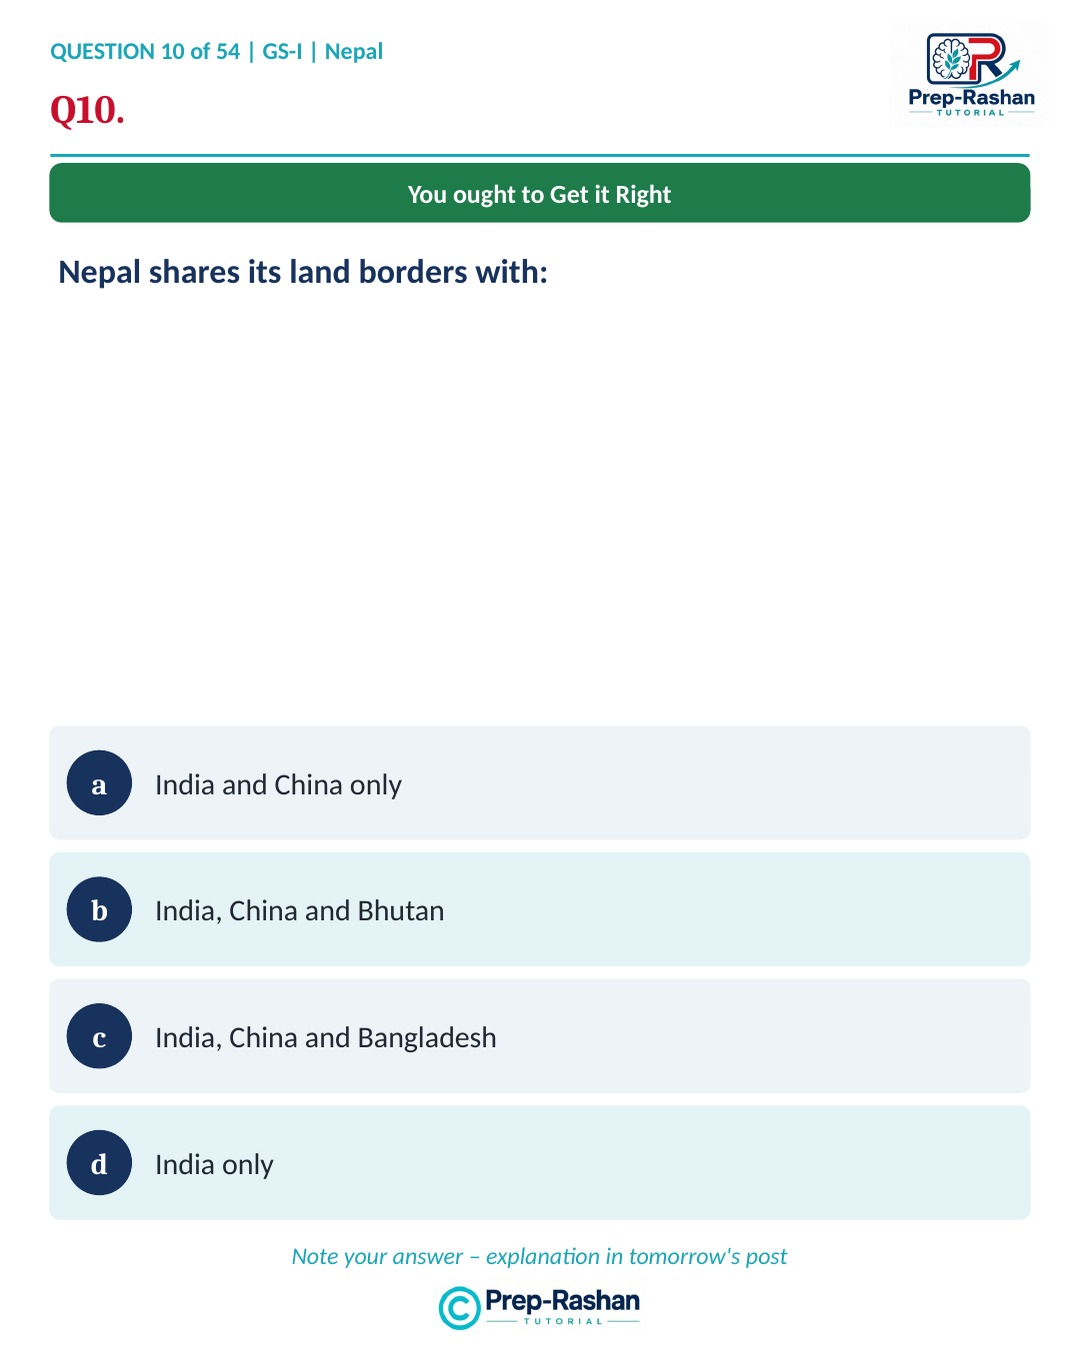 QUESTION 10 of 54 | GS-I | Nepal
Prep-Rashan
TUTORIAL
Q10.
You ought to Get it Right
Nepal shares its land borders with:
a India and China only
b India, China and Bhutan
c India, China and Bangladesh
d India only
Note your answer – explanation in tomorrow's post
© Prep-Rashan
TUTORIAL